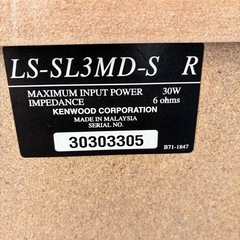 LS-SL3MD-S R
MAXIMUM INPUT POWER 30W
IMPEDANCE 6 ohms
KENWOOD CORPORATION
MADE IN MALAYSIA
SERIAL NO.
30303305
B71-1847